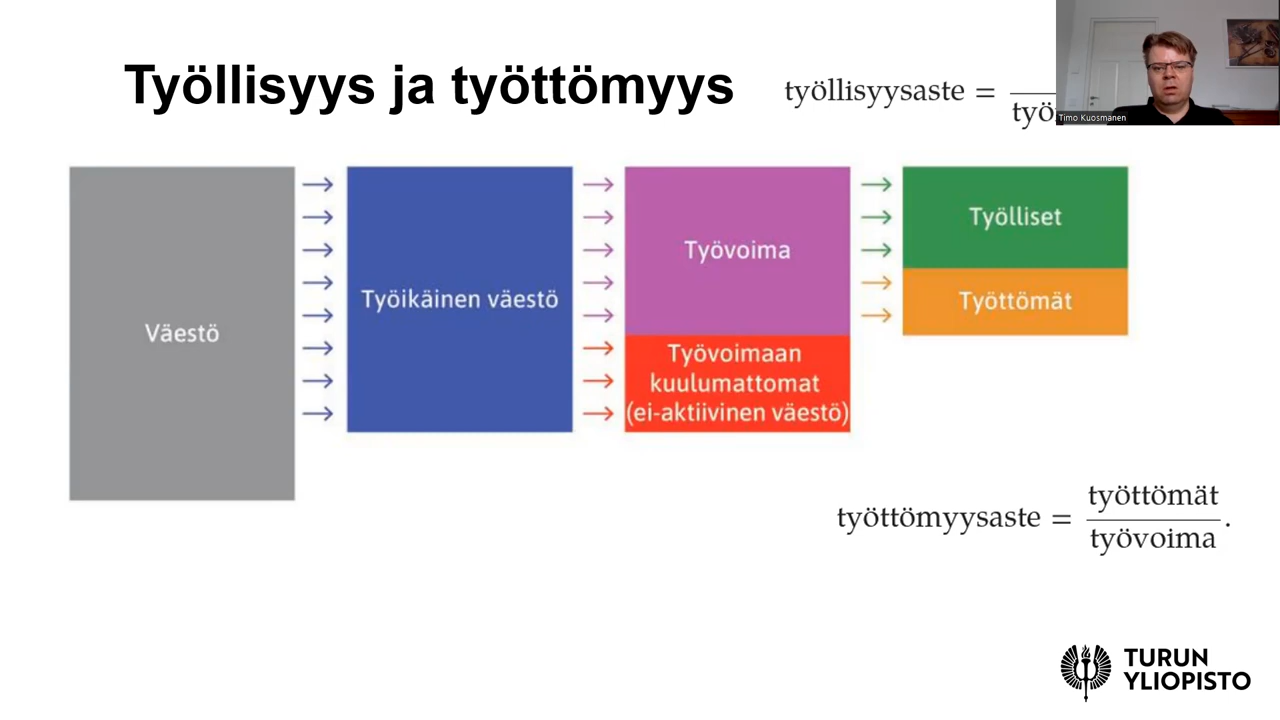 Työllisyys ja työttömyys
työllisyysaste =
Timo Kuosmanen
Väestö
Työikäinen väestö
Työvoima
Työvoimaan
kuulumattomat
(ei-aktiivinen väestö)
Työlliset
Työttömät
työttömyysaste = työttömät
työvoima.
TURUN
YLIOPISTO